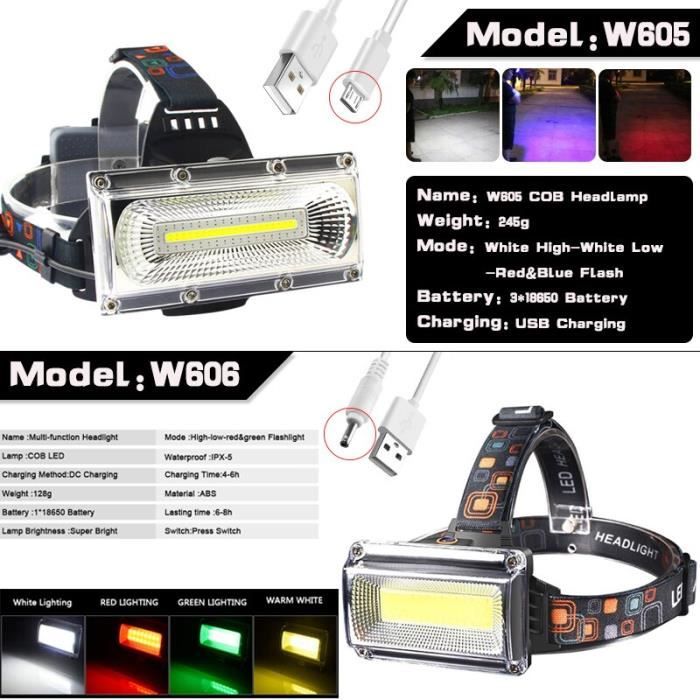 Model: W605
Name: W605 COB Headlamp
Weight: 245g
Mode: White High-White Low
-Red&Blue Flash
Battery: 3*18650 Battery
Charging: USB Charging
Model: W606
Name :Multi-function Headlight Mode :High-low-red&green Flashlight
Lamp :COB LED Waterproof :IPX-5
Charging Method:DC Charging Charging Time:4-6h
Weight :128g Material :ABS
Battery :1*18650 Battery Lasting time :6-8h
Lamp Brightness :Super Bright Switch:Press Switch
White Lighting RED LIGHTING GREEN LIGHTING WARM WHITE
LED HEAD
HEADLIGHT
LED